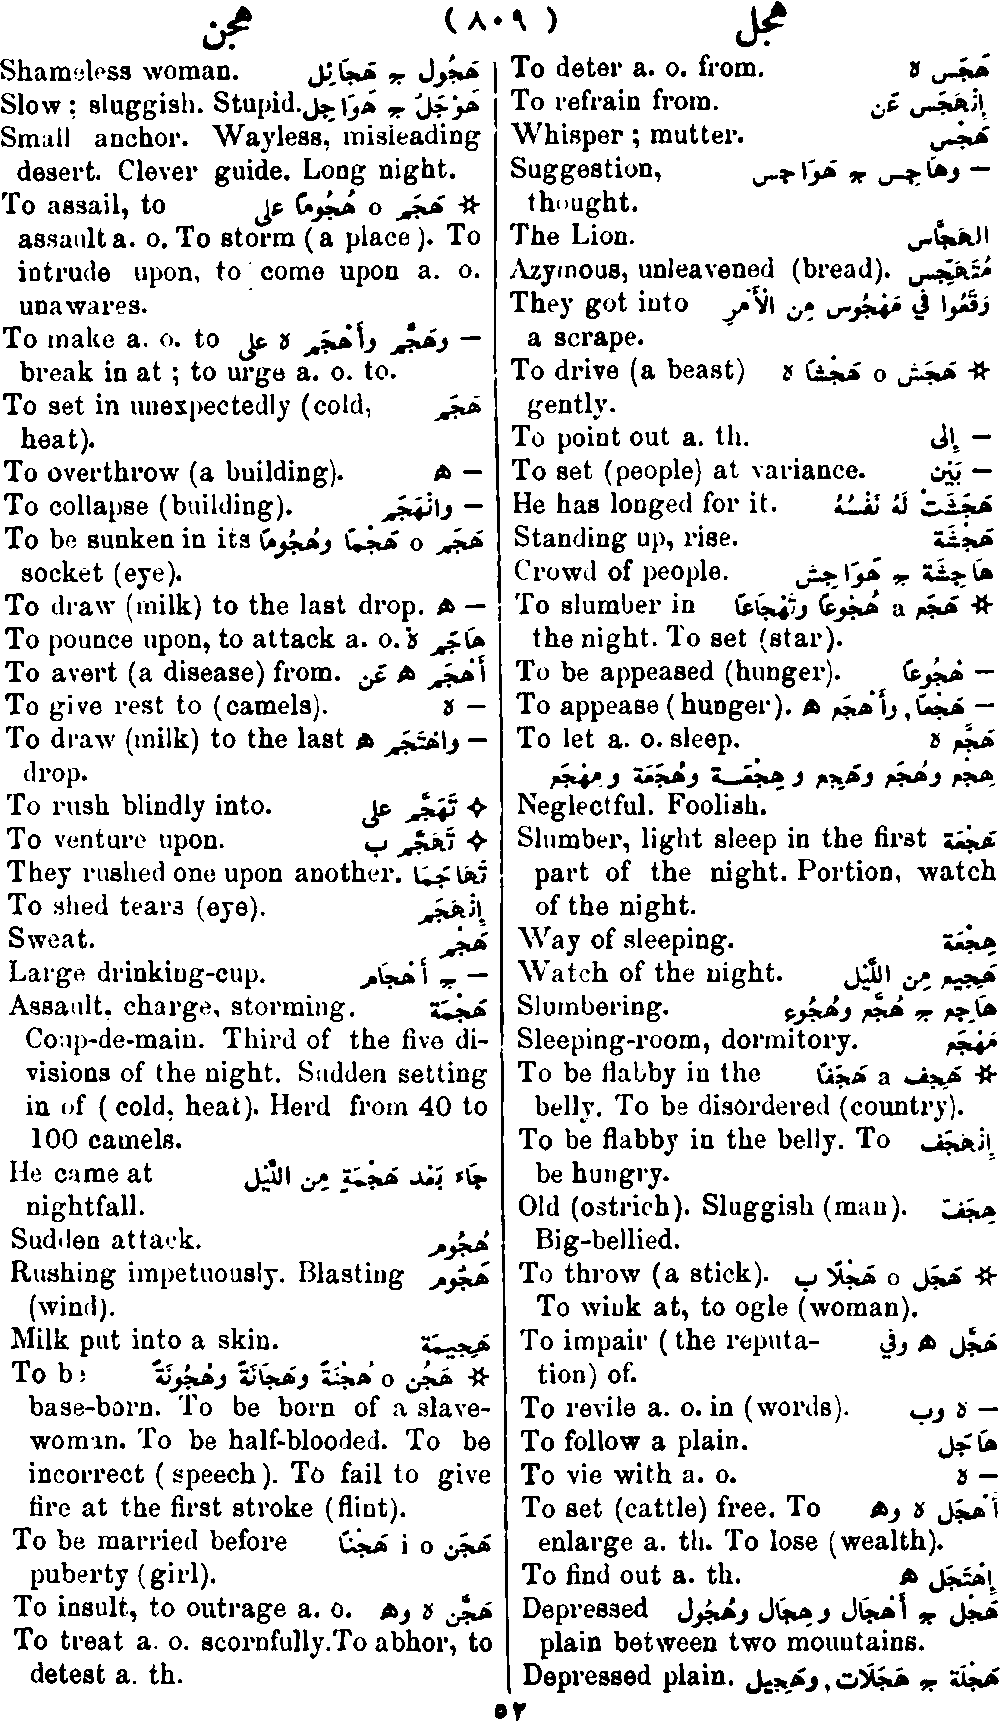 هجل ( ٨٠٩ ) هجن
To deter a. o. from. هَجَس ه
To refrain from. إِنْهَجَس عَن
Whisper ; mutter. هَجْس
Suggestion, — وهَاجِس ج هَوَاجِس
thought.
The Lion. الهَجَّاس
Azymous, unleavened (bread). مُتَهَجِّس
They got into وَقَعُوا في مَهْجُوس مِن الأَمْرِ
a scrape.
To drive (a beast) ✲ هَجَش o هَجْشًا ه
gently.
To point out a. th. — إِلى
To set (people) at variance. — بَيْن
He has longed for it. هَجَشَتْ لَهُ نَفْسُهُ
Standing up, rise. هَجْشَة
Crowd of people. هَاجِشَة ج هَوَاجِش
To slumber in ✲ هَجَع a هُجُوعًا وتَهْجَاعًا
the night. To set (star).
To be appeased (hunger). — هُجُوعًا
To appease (hunger). — هَجْعًا, وأَهْجَع ه
To let a. o. sleep. هَجَّع ه
هِجْع وهُجَع وهَجِع وهِجْعَة وهُجَعَة ومِهْجَع
Neglectful. Foolish.
Slumber, light sleep in the first هَجْعَة
part of the night. Portion, watch
of the night.
Way of sleeping. هِجْعَة
Watch of the night. هَجِيع مِن اللَّيْل
Slumbering. هَاجِع ج هُجَّع وهُجُوع
Sleeping-room, dormitory. مَهْجَع
To be flabby in the ✲ هَجِف a هَجَفًا
belly. To be disordered (country).
To be flabby in the belly. To إِنْهَجَف
be hungry.
Old (ostrich). Sluggish (man). هِجَفّ
Big-bellied.
To throw (a stick). ✲ هَجَل o هَجْلًا ب
To wink at, to ogle (woman).
To impair ( the reputa- هَجَّل ه وفي
tion) of.
To revile a. o. in (words). — ه وب
To follow a plain. هَاجَل
To vie with a. o. — ه
To set (cattle) free. To أَهْجَل ه وه
enlarge a. th. To lose (wealth).
To find out a. th. إِهْتَجَل ه
Depressed هَجْل ج أَهْجَال وهِجَال وهُجُول
plain between two mountains.
Depressed plain. هَجْلَة ج هَجَلَات, وهَجِيل
Shameless woman. هَجُول ج هَجَائِل
Slow ; sluggish. Stupid. هَوْجَل ج هَوَاجِل
Small anchor. Wayless, misleading
desert. Clever guide. Long night.
To assail, to ✲ هَجَم o هُجُومًا على
assault a. o. To storm (a place). To
intrude upon, to come upon a. o.
unawares.
To make a. o. to — وهَجَّم وأَهْجَم ه على
break in at ; to urge a. o. to.
To set in unexpectedly (cold, هَجَم
heat).
To overthrow (a building). — ه
To collapse (building). — وانْهَجَم
To be sunken in its هَجَم o هَجْمًا وهُجُومًا
socket (eye).
To draw (milk) to the last drop. — ه
To pounce upon, to attack a. o. هَاجَم ه
To avert (a disease) from. أَهْجَم ه عَن
To give rest to (camels). — ه
To draw (milk) to the last — واهْتَجَم ه
drop.
To rush blindly into. ✧ تَهَجَّم على
To venture upon. ✧ تَهَجَّم ب
They rushed one upon another. تَهَاجَمَا
To shed tears (eye). إِنْهَجَم
Sweat. هَجْم
Large drinking-cup. — ج أَهْجَام
Assault, charge, storming. هَجْمَة
Coup-de-main. Third of the five di-
visions of the night. Sudden setting
in of ( cold, heat). Herd from 40 to
100 camels.
He came at جَاء بَعْد هَجْمَةٍ مِن اللَّيْل
nightfall.
Sudden attack. هُجُوم
Rushing impetuously. Blasting هَجُوم
(wind).
Milk put into a skin. هَجِيمَة
To be ✲ هَجُن o هُجْنَةً وهَجَانَةً وهُجُونَةً
base-born. To be born of a slave-
woman. To be half-blooded. To be
incorrect ( speech ). To fail to give
fire at the first stroke (flint).
To be married before هَجَن i o هَجْنًا
puberty (girl).
To insult, to outrage a. o. هَجَّن ه وه
To treat a. o. scornfully. To abhor, to
detest a. th.
٥٢